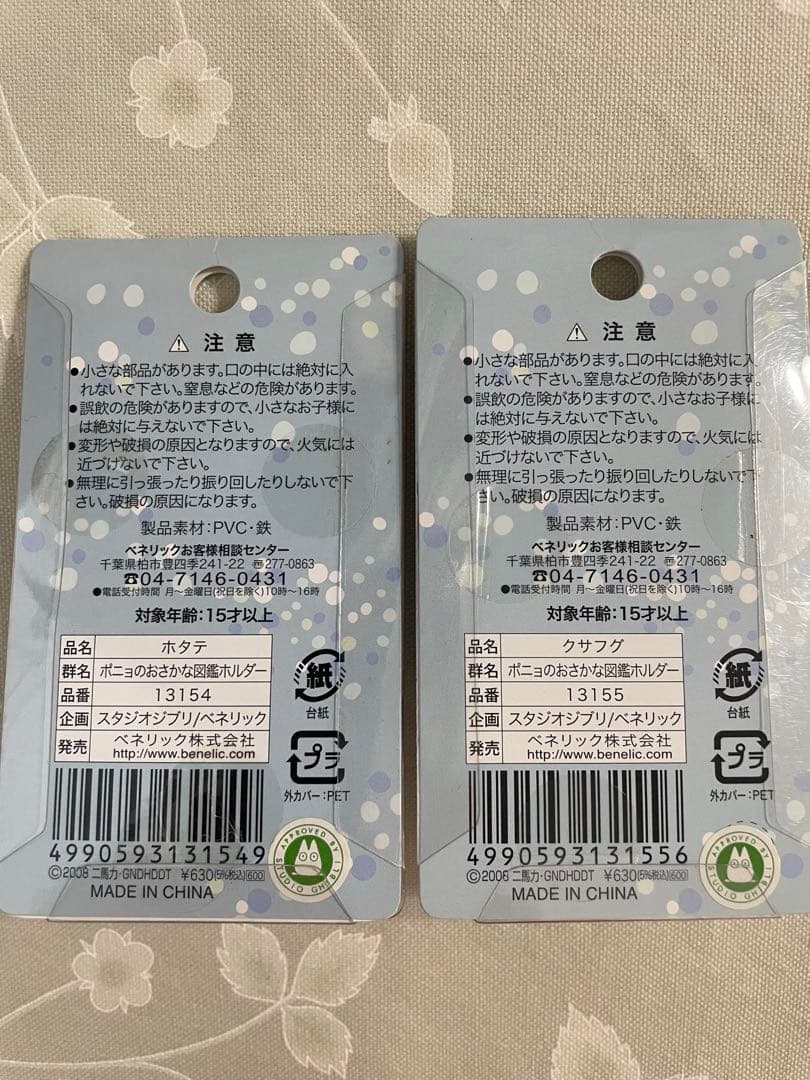 注意
●小さな部品があります。口の中には絶対に入
れないで下さい。窒息などの危険があります。
●誤飲の危険がありますので、小さなお子様に
は絶対に与えないで下さい。
●変形や破損の原因となりますので、火気には
近づけないで下さい。
●無理に引っ張ったり振り回したりしないで下
さい。破損の原因になります。
製品素材：PVC・鉄
ベネリックお客様相談センター
千葉県柏市豊四季241-22 〠277-0863
☎04-7146-0431
●電話受付時間 月～金曜日(祝日を除く)10時～16時
対象年齢：15才以上
品名 ホタテ
群名 ポニョのおさかな図鑑ホルダー
品番 13154
企画 スタジオジブリ/ベネリック
発売 ベネリック株式会社
http://www.benelic.com
紙
台紙
プラ
外カバー：PET
4990593131549
©2008 二馬力・GNDHDDT ¥630(5%税込)600
MADE IN CHINA
APPROVED BY STUDIO GHIBLI
注意
●小さな部品があります。口の中には絶対に入
れないで下さい。窒息などの危険があります。
●誤飲の危険がありますので、小さなお子様に
は絶対に与えないで下さい。
●変形や破損の原因となりますので、火気には
近づけないで下さい。
●無理に引っ張ったり振り回したりしないで下
さい。破損の原因になります。
製品素材：PVC・鉄
ベネリックお客様相談センター
千葉県柏市豊四季241-22 〠277-0863
☎04-7146-0431
●電話受付時間 月～金曜日(祝日を除く)10時～16時
対象年齢：15才以上
品名 クサフグ
群名 ポニョのおさかな図鑑ホルダー
品番 13155
企画 スタジオジブリ/ベネリック
発売 ベネリック株式会社
http://www.benelic.com
紙
台紙
プラ
外カバー：PET
4990593131556
©2008 二馬力・GNDHDDT ¥630(5%税込)600
MADE IN CHINA
APPROVED BY STUDIO GHIBLI